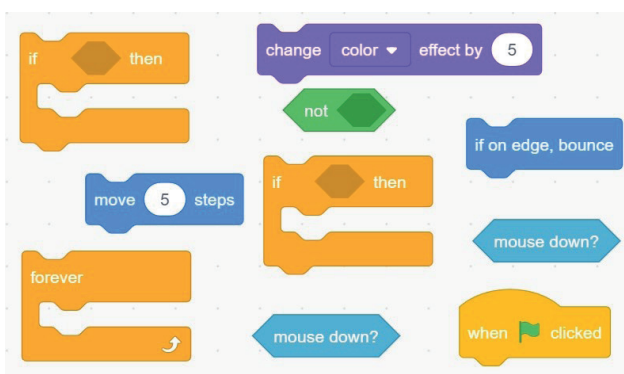 if then
change color effect by 5
not
if on edge, bounce
move 5 steps
if then
mouse down?
forever
mouse down?
when clicked